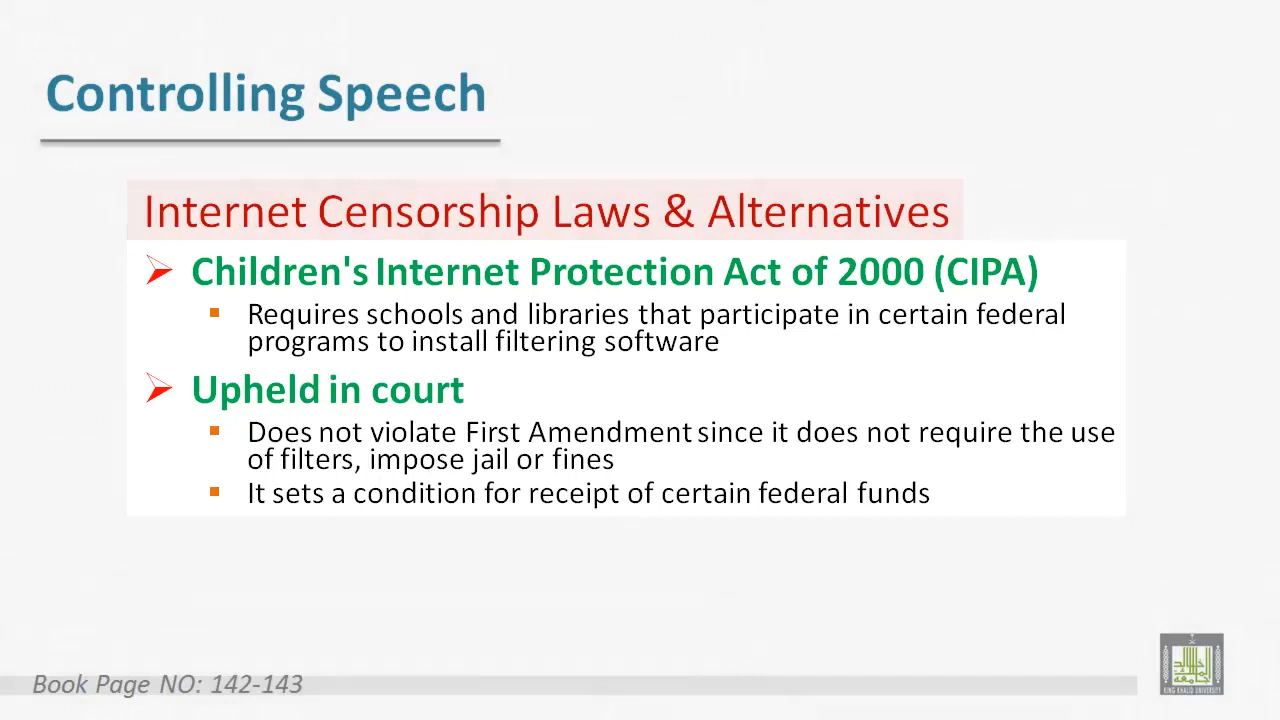 Controlling Speech
Internet Censorship Laws & Alternatives
Children's Internet Protection Act of 2000 (CIPA)
Requires schools and libraries that participate in certain federal
programs to install filtering software
Upheld in court
Does not violate First Amendment since it does not require the use
of filters, impose jail or fines
It sets a condition for receipt of certain federal funds
Book Page NO: 142-143
KING KHALID UNIVERSITY